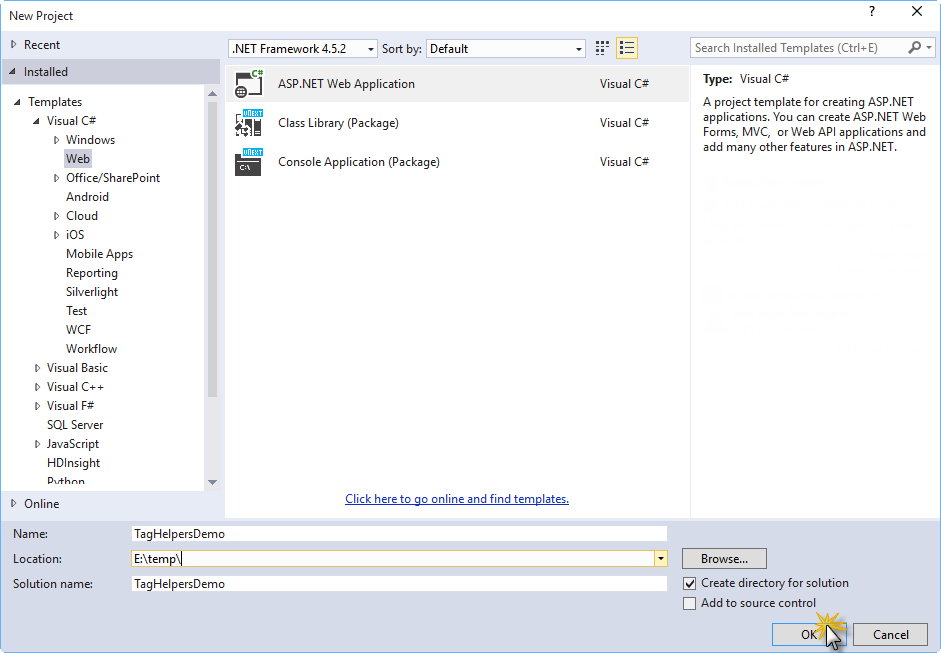 New Project
?
Recent
.NET Framework 4.5.2
Sort by:
Default
Search Installed Templates (Ctrl+E)
Installed
Templates
Visual C#
Windows
Web
Office/SharePoint
Android
Cloud
iOS
Mobile Apps
Reporting
Silverlight
Test
WCF
Workflow
Visual Basic
Visual C++
Visual F#
SQL Server
JavaScript
HDInsight
Python
Online
C#
ASP.NET Web Application
Visual C#
Class Library (Package)
Visual C#
C:\
Console Application (Package)
Visual C#
Click here to go online and find templates.
Type: Visual C#
A project template for creating ASP.NET
applications. You can create ASP.NET Web
Forms, MVC, or Web API applications and
add many other features in ASP.NET.
Name:
TagHelpersDemo
Location:
E:\temp\
Browse...
Solution name:
TagHelpersDemo
Create directory for solution
Add to source control
OK
Cancel